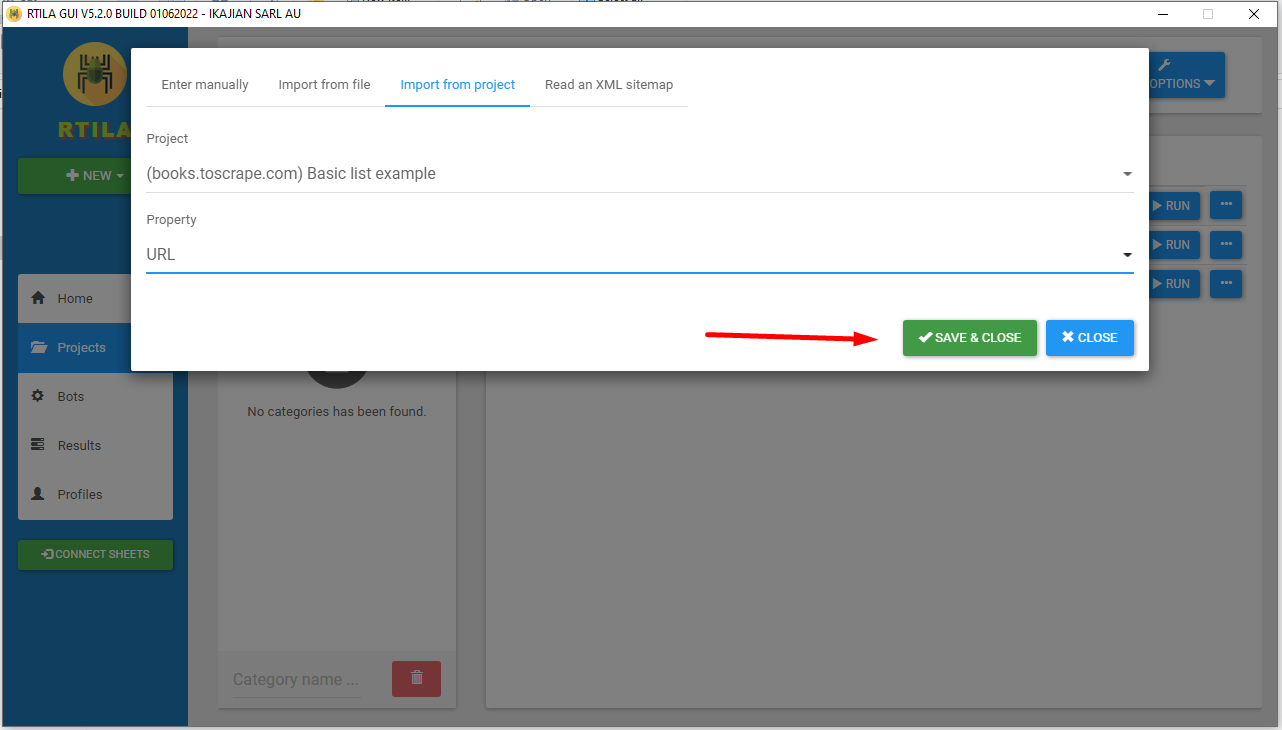 RTILA GUI V5.2.0 BUILD 01062022 - IKAJIAN SARL AU
RTILA
NEW
Home
Projects
Bots
Results
Profiles
CONNECT SHEETS
Enter manually
Import from file
Import from project
Read an XML sitemap
Project
(books.toscrape.com) Basic list example
Property
URL
SAVE & CLOSE
CLOSE
OPTIONS
RUN
RUN
RUN
No categories has been found.
Category name ...